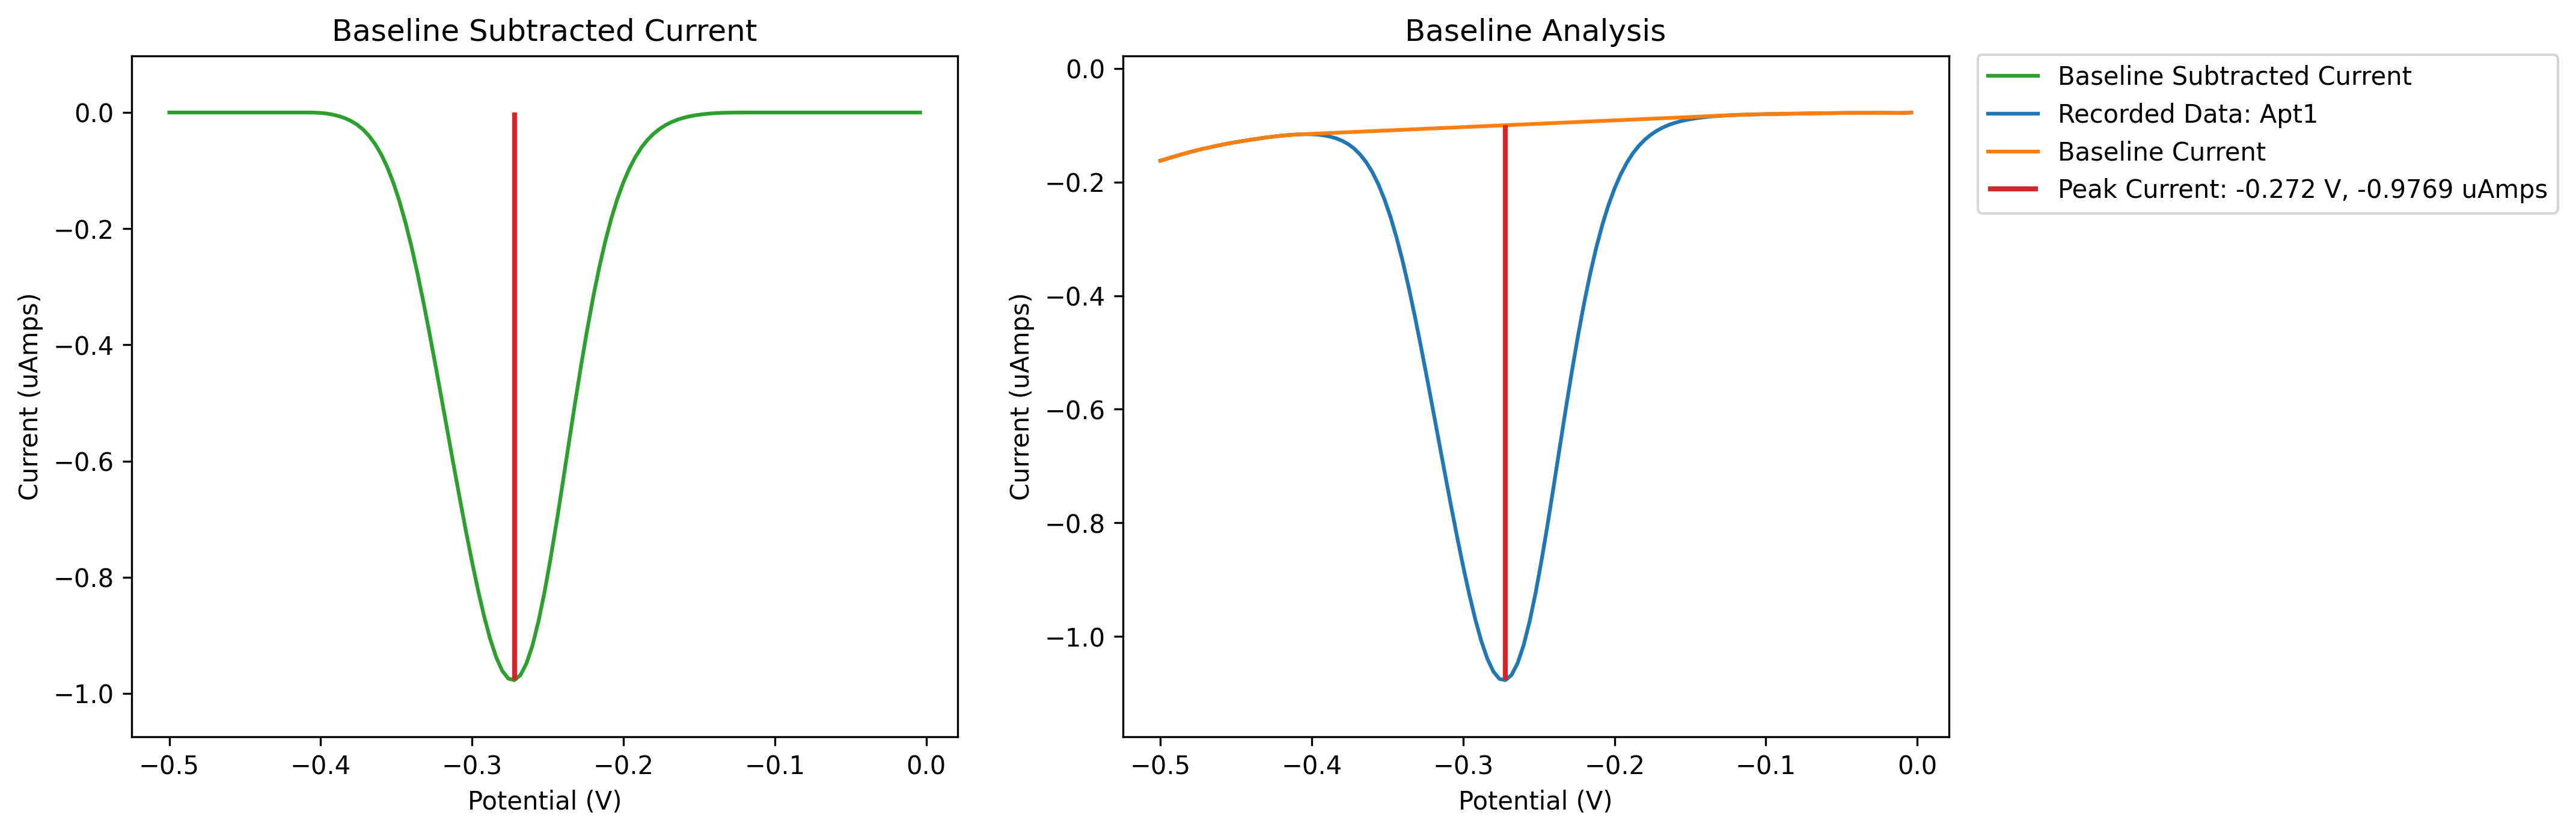 Baseline Subtracted Current
0.0
−0.2
−0.4
−0.6
−0.8
−1.0
Current (uAmps)
−0.5
−0.4
−0.3
−0.2
−0.1
0.0
Potential (V)
Baseline Analysis
0.0
−0.2
−0.4
−0.6
−0.8
−1.0
Current (uAmps)
−0.5
−0.4
−0.3
−0.2
−0.1
0.0
Potential (V)
Baseline Subtracted Current
Recorded Data: Apt1
Baseline Current
Peak Current: -0.272 V, -0.9769 uAmps